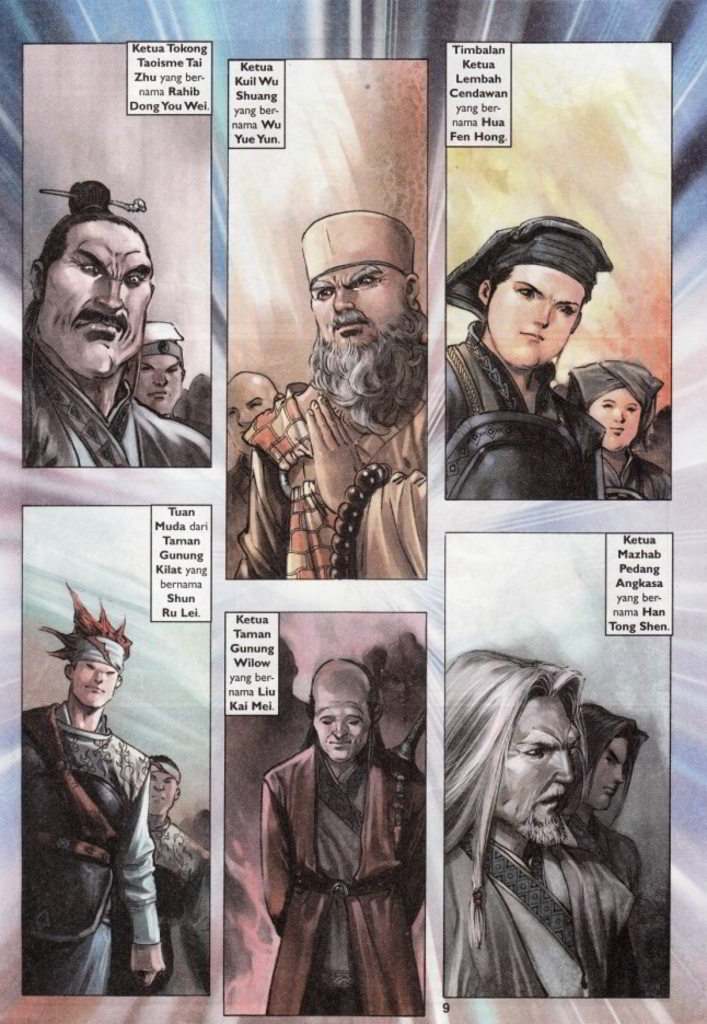 Ketua Tokong
Taoisme Tai
Zhu yang ber-
nama Rahib
Dong You Wei.
Ketua
Kuil Wu
Shuang
yang ber-
nama Wu
Yue Yun.
Timbalan
Ketua
Lembah
Cendawan
yang ber-
nama Hua
Fen Hong.
Tuan
Muda dari
Taman
Gunung
Kilat yang
bernama
Shun
Ru Lei.
Ketua
Taman
Gunung
Wilow
yang ber-
nama Liu
Kai Mei.
Ketua
Mazhab
Pedang
Angkasa
yang ber-
nama Han
Tong Shen.
9